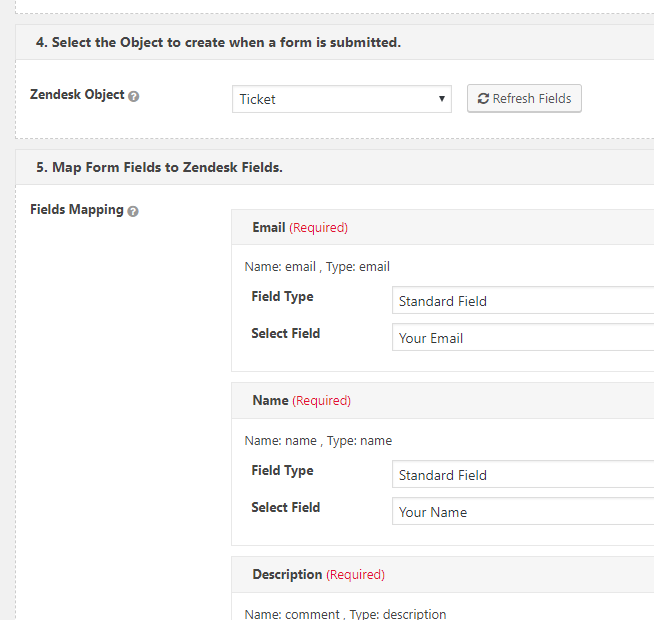 4. Select the Object to create when a form is submitted.
Zendesk Object
Ticket
Refresh Fields
5. Map Form Fields to Zendesk Fields.
Fields Mapping
Email (Required)
Name: email , Type: email
Field Type
Standard Field
Select Field
Your Email
Name (Required)
Name: name , Type: name
Field Type
Standard Field
Select Field
Your Name
Description (Required)
Name: comment , Type: description